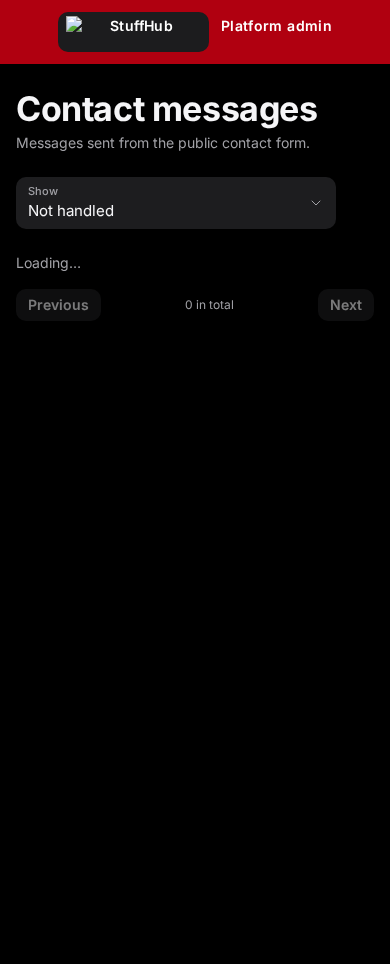 StuffHub Platform admin
Contact messages
Messages sent from the public contact form.
Show
Not handled
Loading...
Previous 0 in total Next